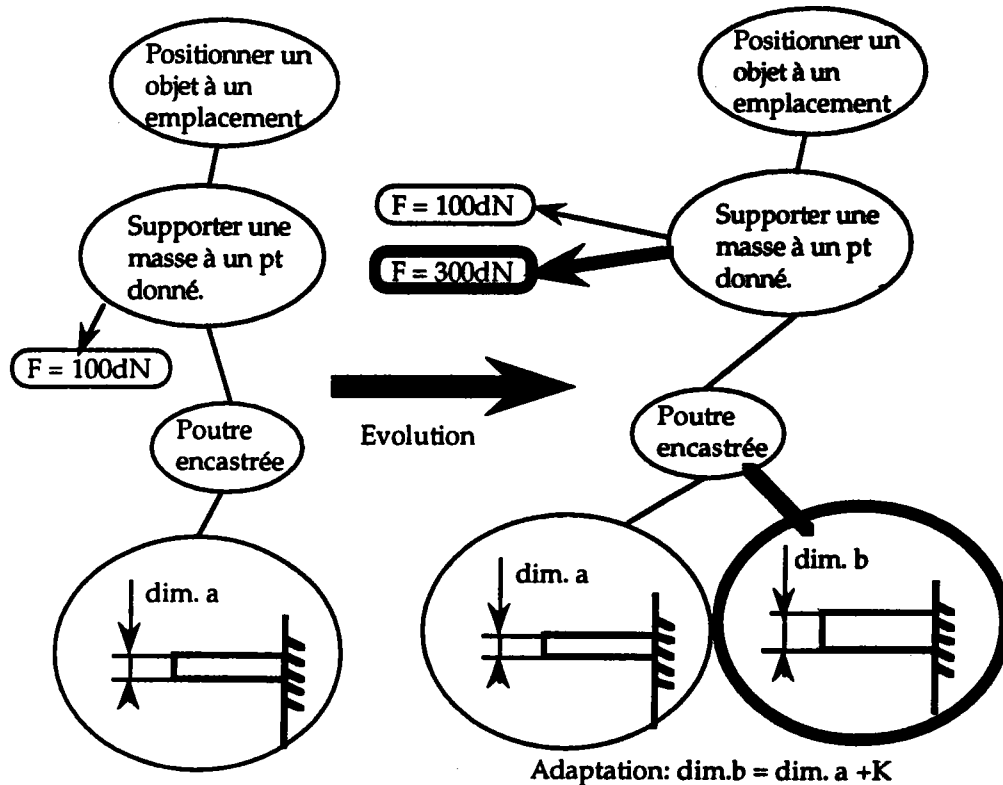 Positionner un
objet à un
emplacement
Supporter une
masse à un pt
donné.
F = 100dN
Poutre
encastrée
dim. a
Evolution
Positionner un
objet à un
emplacement
F = 100dN
F = 300dN
Supporter une
masse à un pt
donné.
Poutre
encastrée
dim. a
dim. b
Adaptation: dim.b = dim. a +K